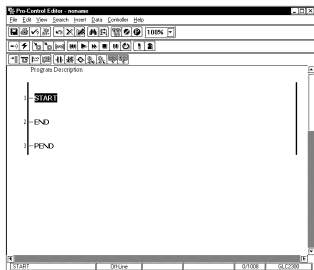 Pro-Control Editor - noname
File Edit View Search Insert Data Controller Help
100%
Program Description
1 START
2 END
3 PEND
START Off-Line 0/1008 GLC2300